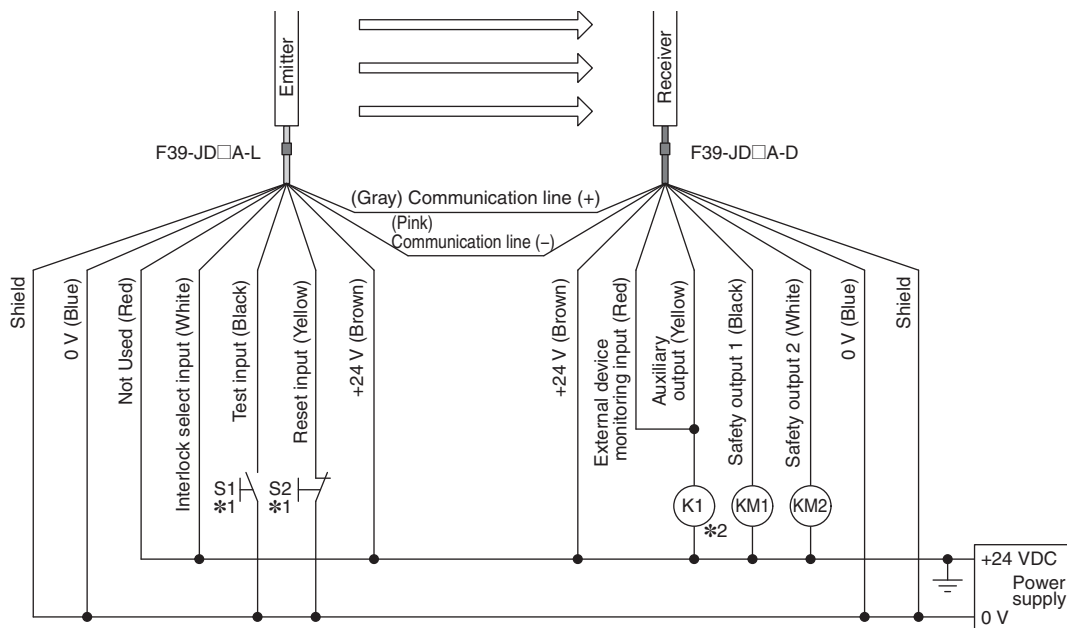 Emitter
Receiver
F39-JD□A-L
F39-JD□A-D
(Gray) Communication line (+)
(Pink)
Communication line (−)
Shield
0 V (Blue)
Not Used (Red)
Interlock select input (White)
Test input (Black)
Reset input (Yellow)
+24 V (Brown)
+24 V (Brown)
External device
monitoring input (Red)
Auxiliary
output (Yellow)
Safety output 1 (Black)
Safety output 2 (White)
0 V (Blue)
Shield
S1
*1
S2
*1
K1
*2
KM1
KM2
+24 VDC
Power
supply
0 V